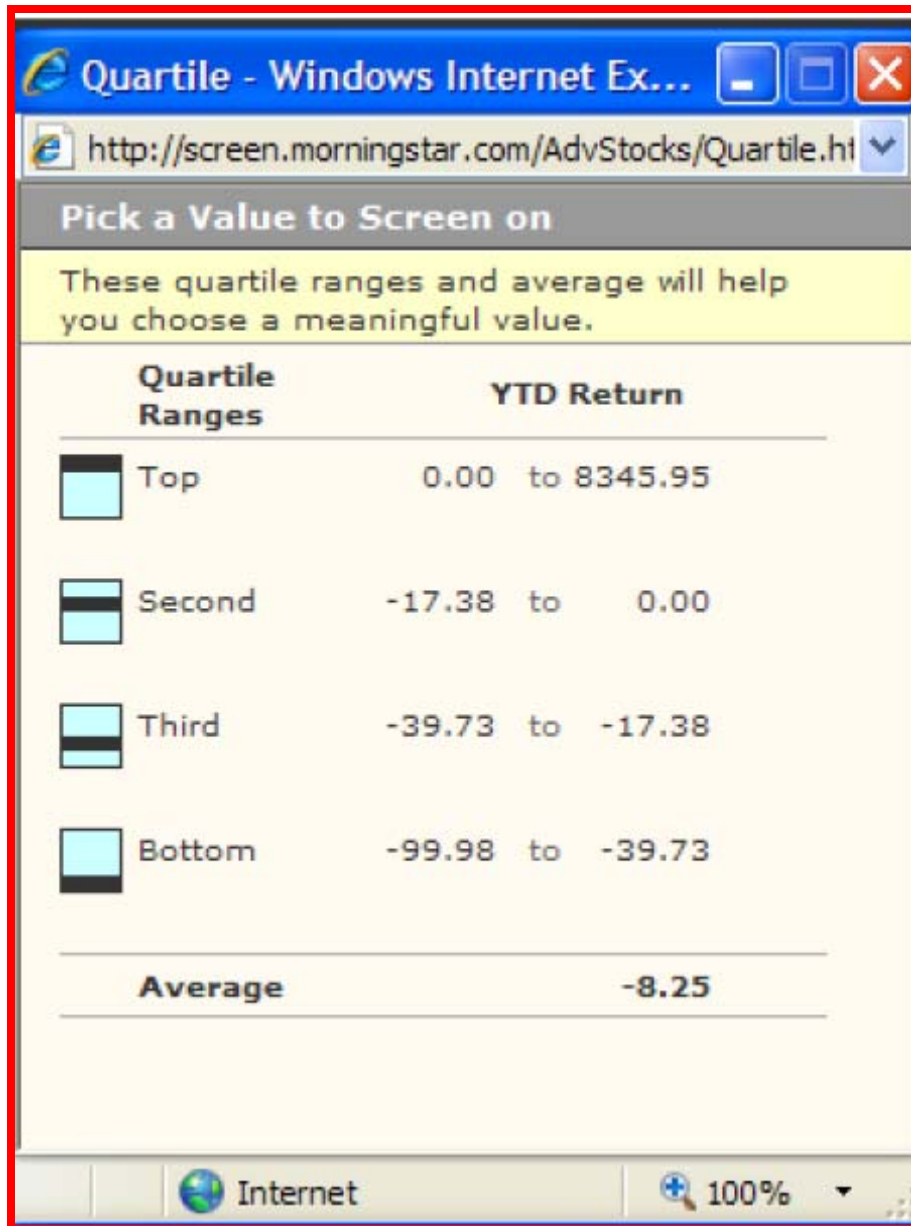 Quartile - Windows Internet Ex...
http://screen.morningstar.com/AdvStocks/Quartile.ht
Pick a Value to Screen on
These quartile ranges and average will help
you choose a meaningful value.
Quartile
Ranges
YTD Return
Top 0.00 to 8345.95
Second -17.38 to 0.00
Third -39.73 to -17.38
Bottom -99.98 to -39.73
Average -8.25
Internet 100%